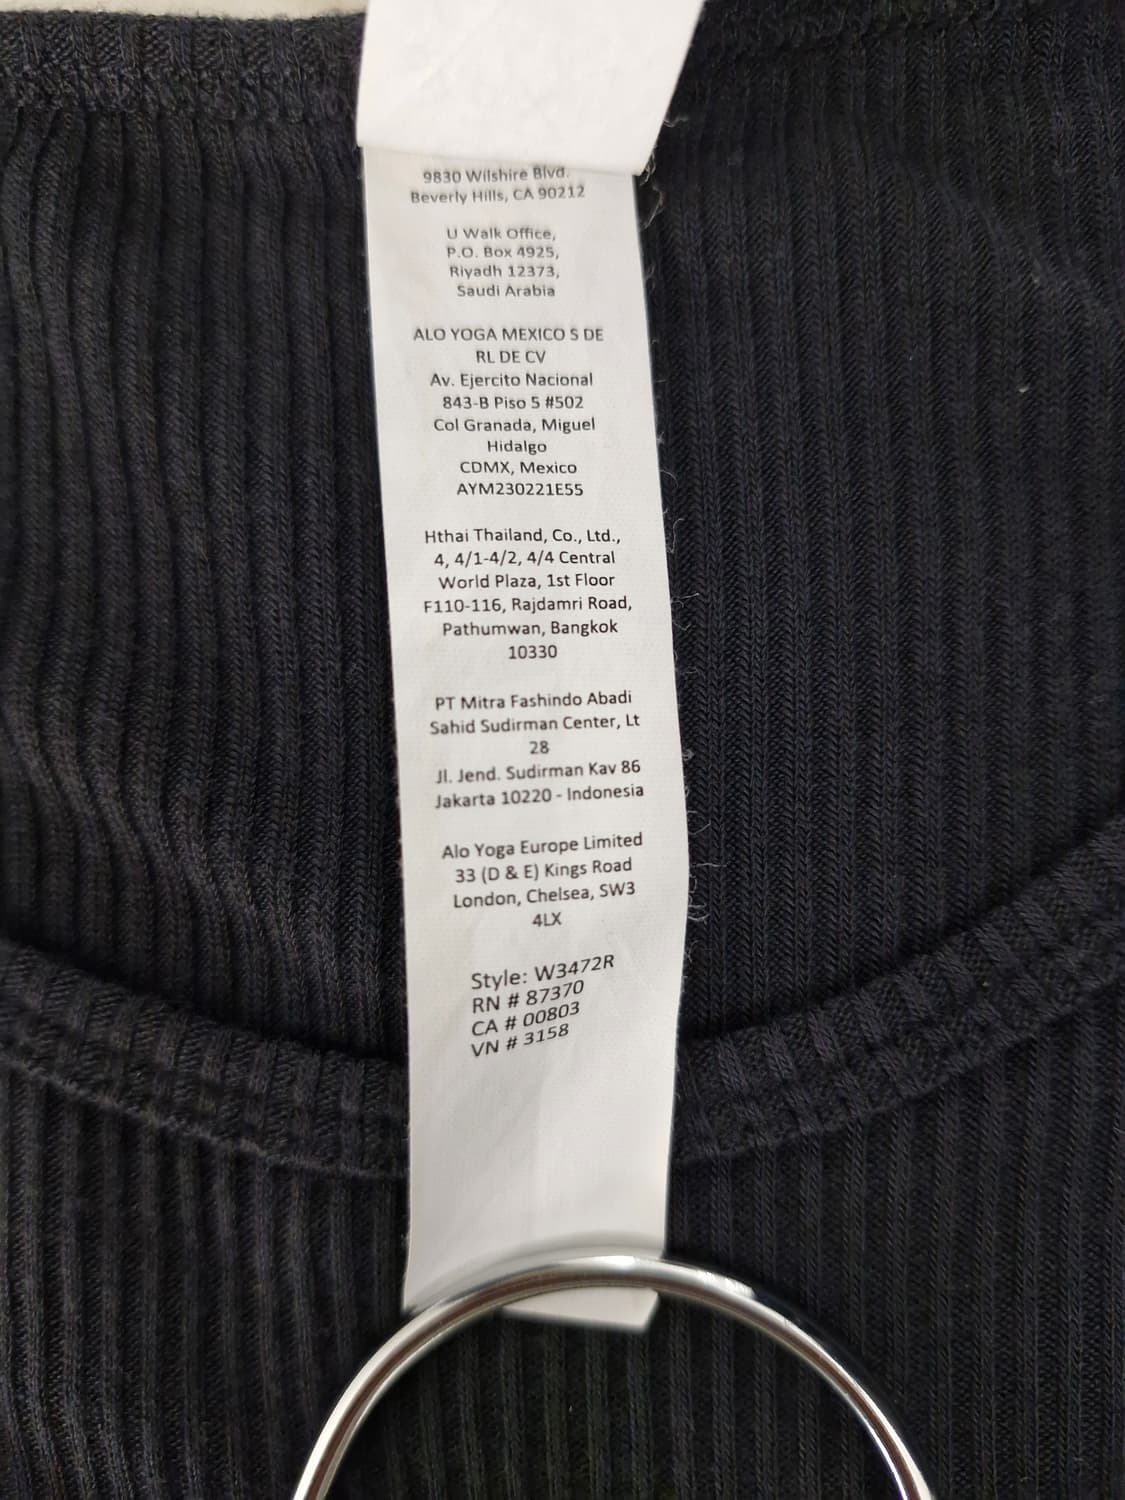 9830 Wilshire Blvd.
Beverly Hills, CA 90212
U Walk Office,
P.O. Box 4925,
Riyadh 12373,
Saudi Arabia
ALO YOGA MEXICO S DE
RL DE CV
Av. Ejercito Nacional
843-B Piso 5 #502
Col Granada, Miguel
Hidalgo
CDMX, Mexico
AYM230221E55
Hthai Thailand, Co., Ltd.,
4, 4/1-4/2, 4/4 Central
World Plaza, 1st Floor
F110-116, Rajdamri Road,
Pathumwan, Bangkok
10330
PT Mitra Fashindo Abadi
Sahid Sudirman Center, Lt
28
Jl. Jend. Sudirman Kav 86
Jakarta 10220 - Indonesia
Alo Yoga Europe Limited
33 (D & E) Kings Road
London, Chelsea, SW3
4LX
Style: W3472R
RN # 87370
CA # 00803
VN # 3158